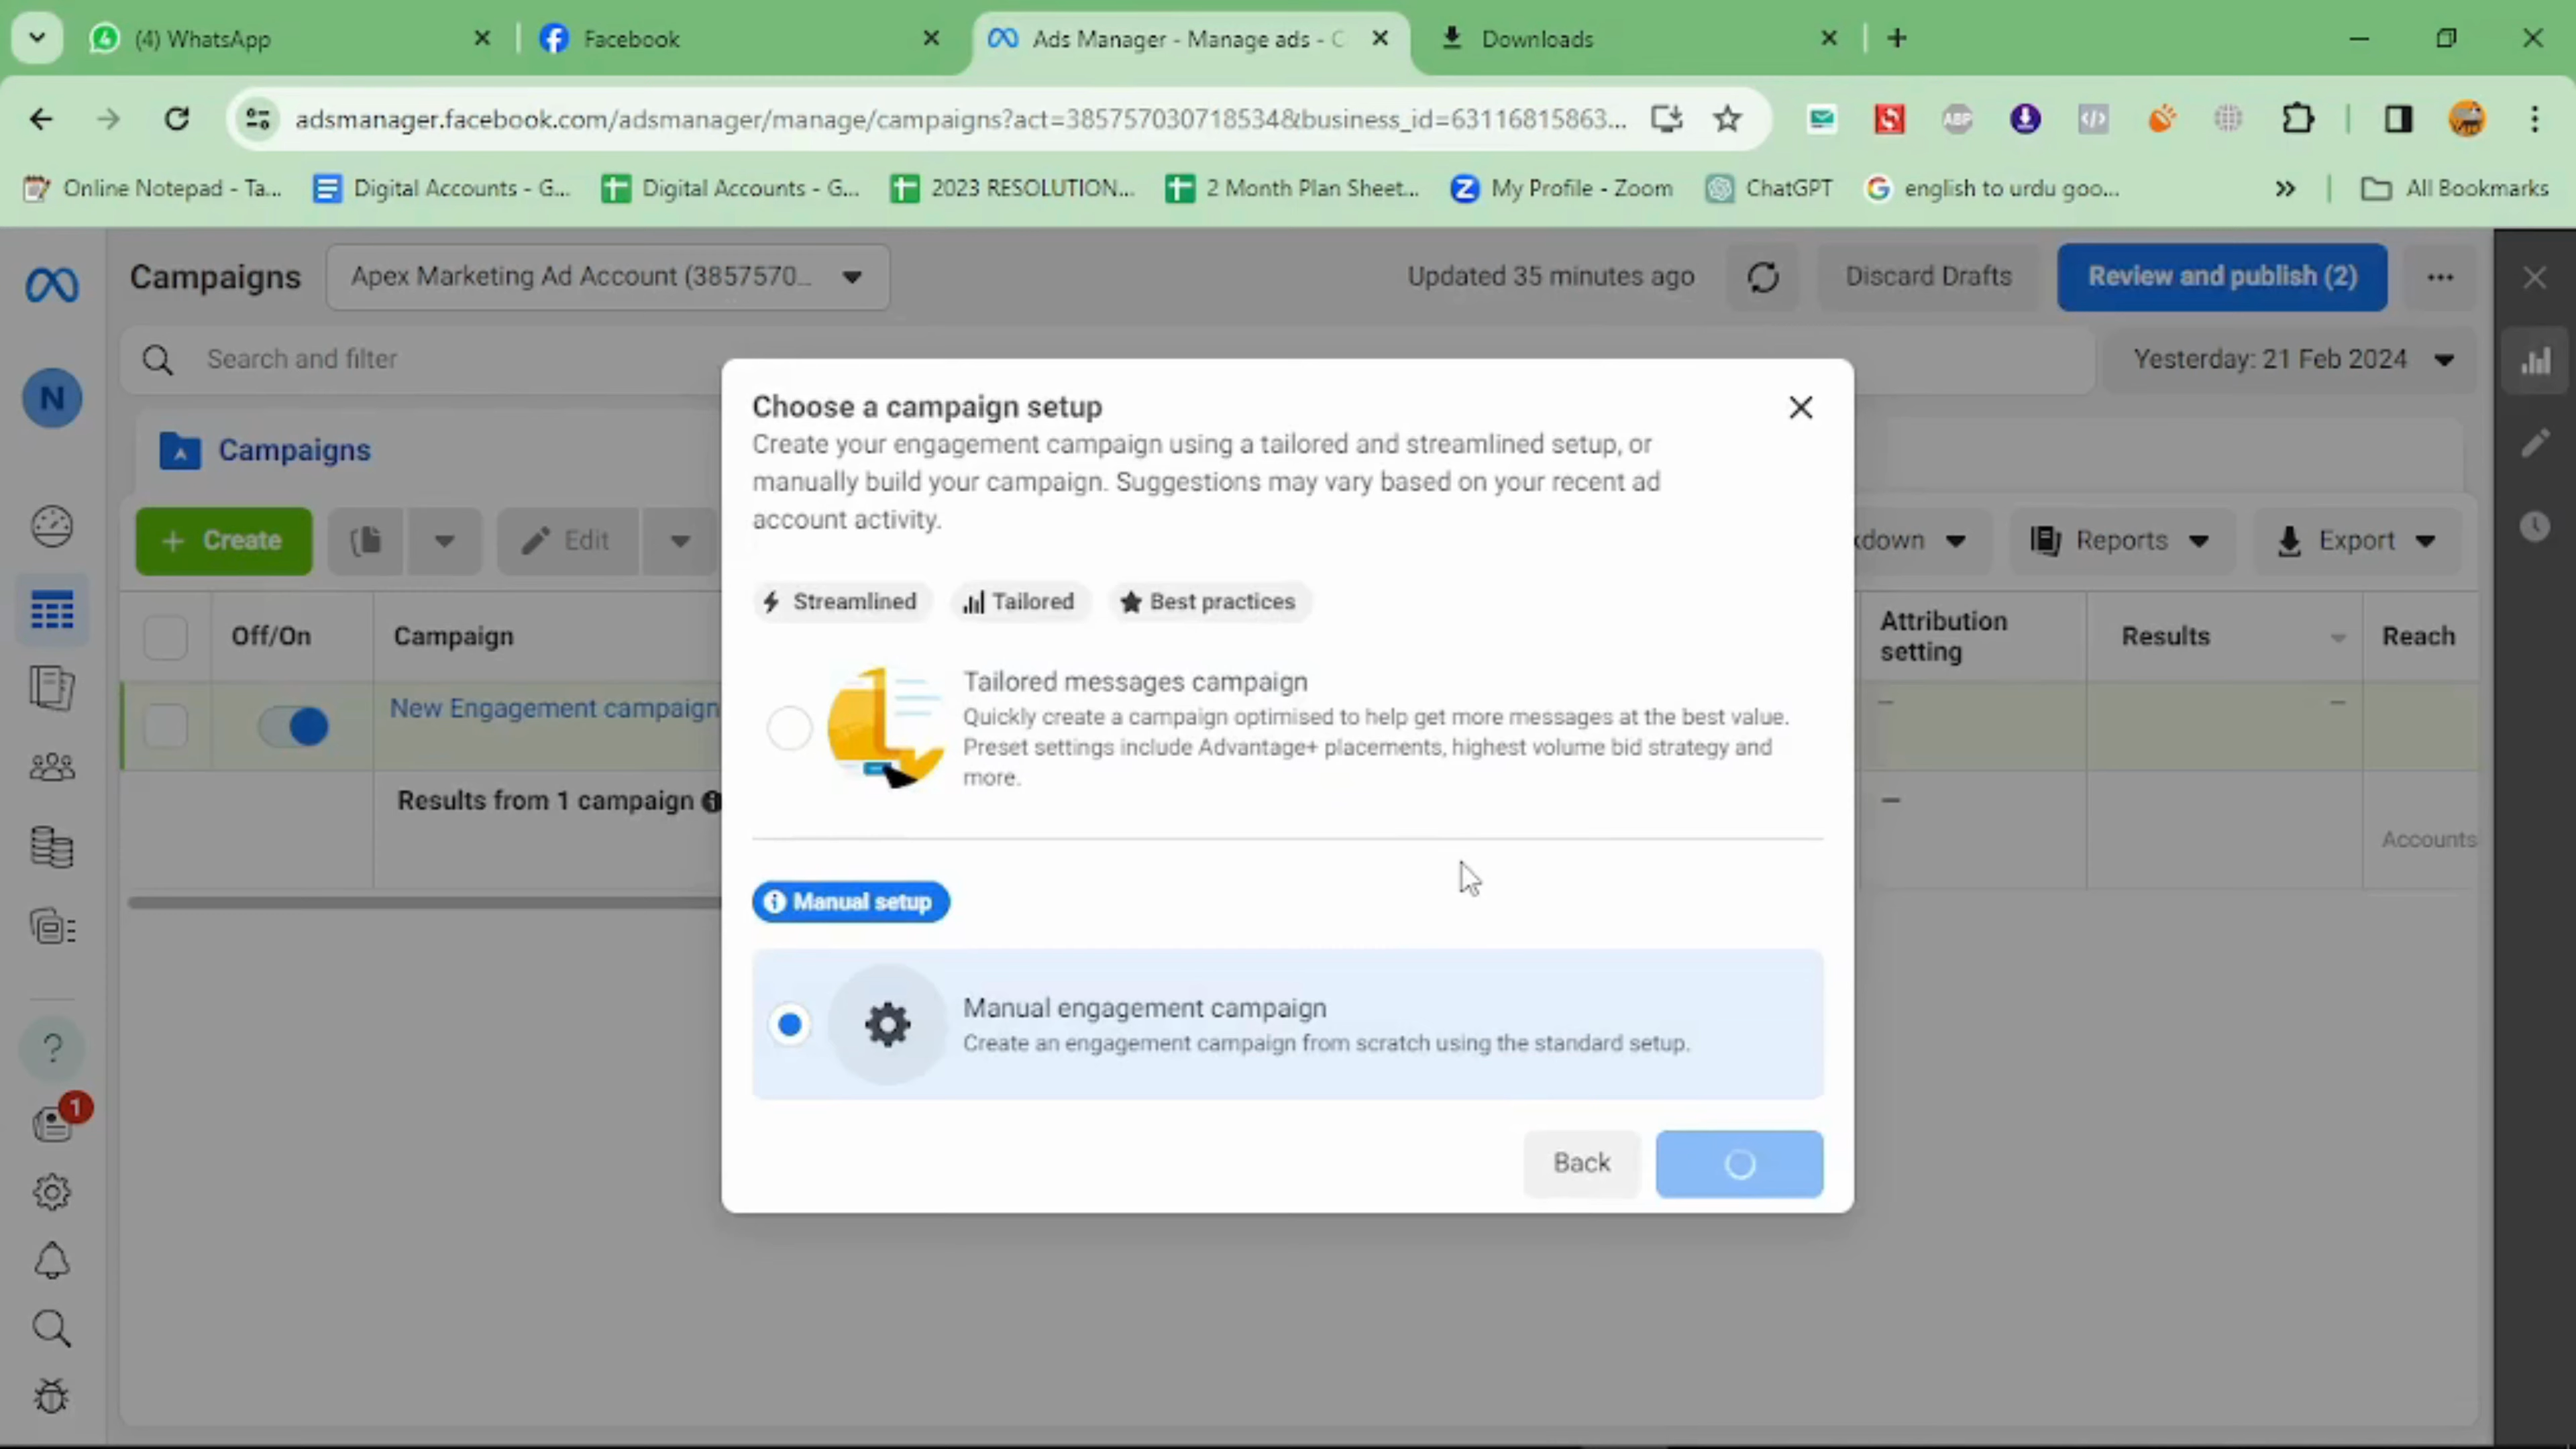 (4) WhatsApp
Facebook
Ads Manager - Manage ads - C
Downloads
adsmanager.facebook.com/adsmanager/manage/campaigns?act=385757030718534&business_id=63116815863...
ABP
Online Notepad - Ta...
Digital Accounts - G...
Digital Accounts - G...
2023 RESOLUTION...
2 Month Plan Sheet...
My Profile - Zoom
ChatGPT
english to urdu goo...
All Bookmarks
Campaigns
Apex Marketing Ad Account (3857570...
Updated 35 minutes ago
Discard Drafts
Review and publish (2)
N
Search and filter
Yesterday: 21 Feb 2024
Campaigns
+ Create
Edit
kdown
Reports
Export
Off/On
Campaign
Attribution
setting
Results
Reach
New Engagement campaign
—
—
Results from 1 campaign
—
Accounts
?
1
Choose a campaign setup
Create your engagement campaign using a tailored and streamlined setup, or
manually build your campaign. Suggestions may vary based on your recent ad
account activity.
Streamlined
Tailored
Best practices
Tailored messages campaign
Quickly create a campaign optimised to help get more messages at the best value.
Preset settings include Advantage+ placements, highest volume bid strategy and
more.
Manual setup
Manual engagement campaign
Create an engagement campaign from scratch using the standard setup.
Back